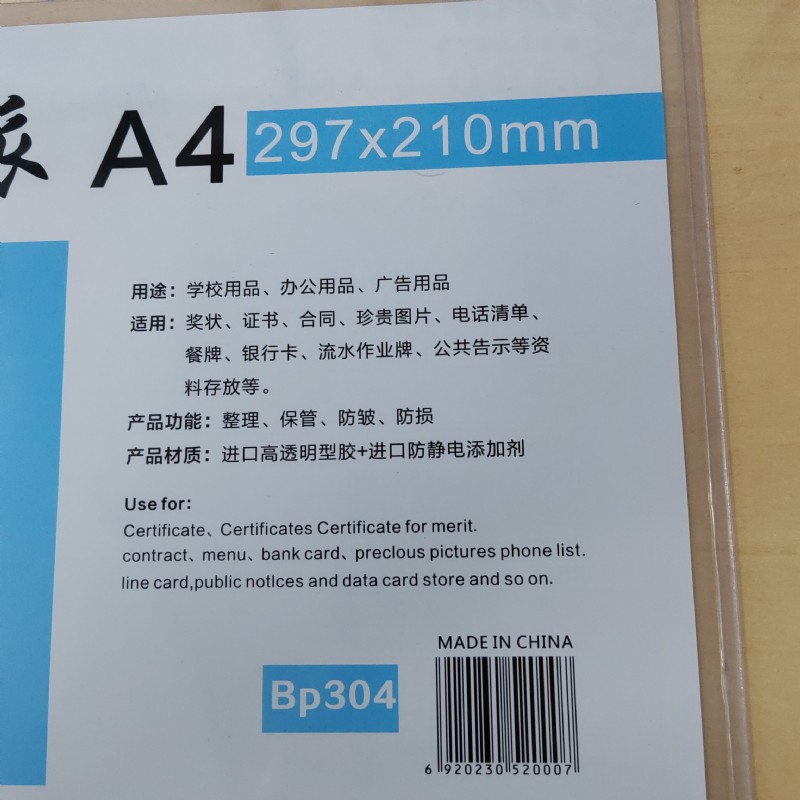 A4 297x210mm
用途：学校用品、办公用品、广告用品
适用：奖状、证书、合同、珍贵图片、电话清单、
餐牌、银行卡、流水作业牌、公共告示等资
料存放等。
产品功能：整理、保管、防皱、防损
产品材质：进口高透明型胶+进口防静电添加剂
Use for:
Certificate、Certificates Certificate for merit.
contract、menu、bank card、preclous pictures phone list.
line card,public notlces and data card store and so on.
MADE IN CHINA
Bp304
6 920230 520007